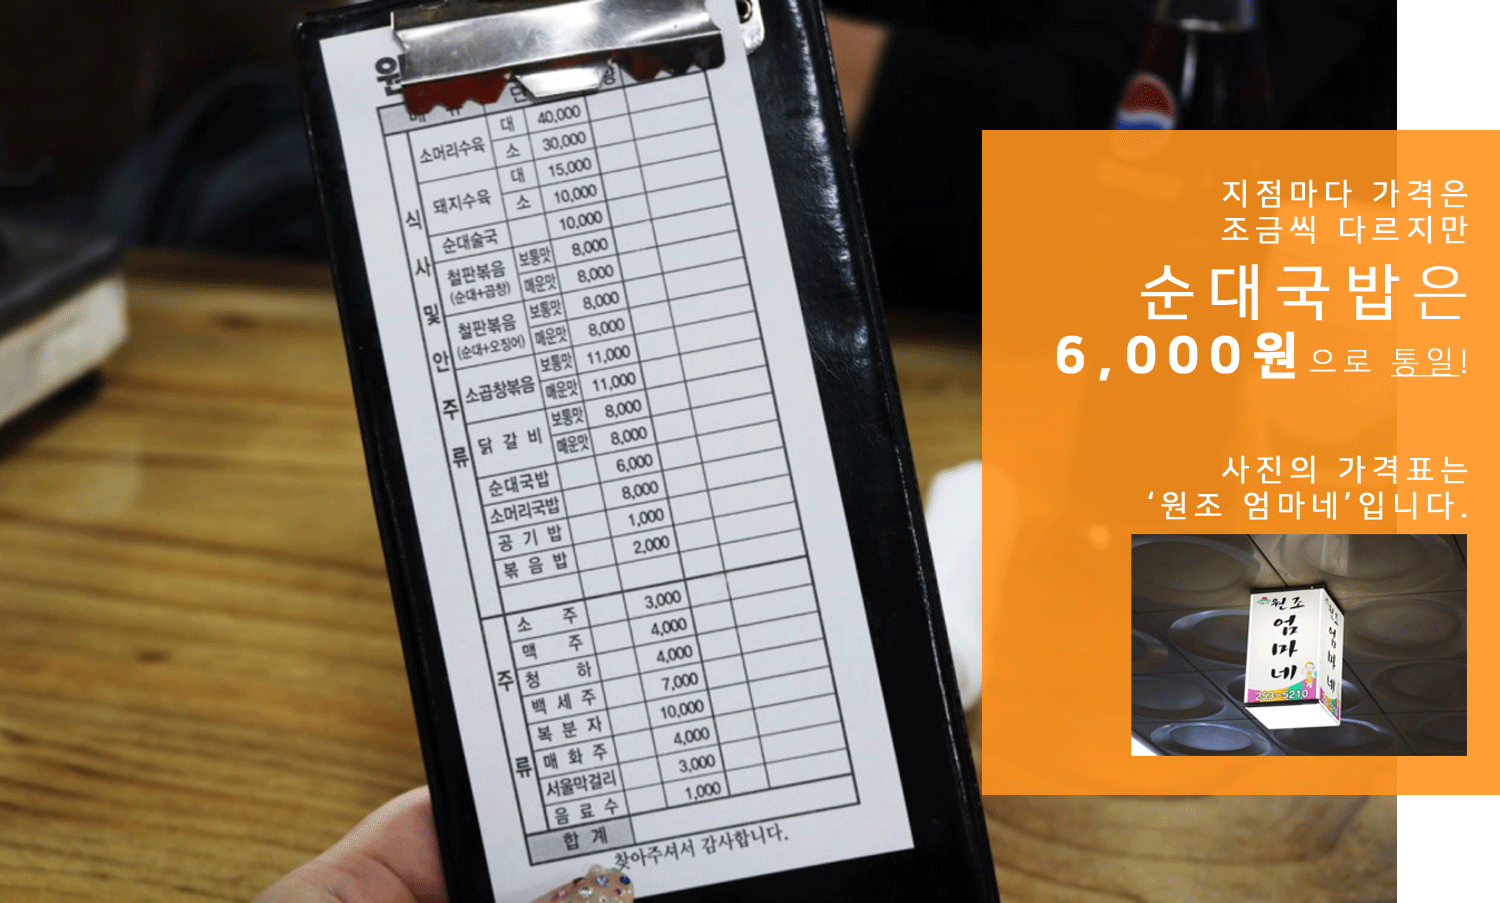 원
소머리수육 대 40,000
소 30,000
돼지수육 대 15,000
소 10,000
순대술국 10,000
철판볶음 보통맛 8,000
(순대+곱창) 매운맛 8,000
철판볶음 보통맛 8,000
(순대+오징어) 매운맛 8,000
소곱창볶음 보통맛 11,000
매운맛 11,000
닭 갈 비 보통맛 8,000
매운맛 8,000
순대국밥 6,000
소머리국밥 8,000
공 기 밥 1,000
볶 음 밥 2,000
식 사 및 안 주 류
소 주 3,000
맥 주 4,000
청 하 4,000
백 세 주 7,000
복 분 자 10,000
매 화 주 4,000
서울막걸리 3,000
음 료 수 1,000
주 류
합 계
찾아주셔서 감사합니다.
지점마다 가격은
조금씩 다르지만
순대국밥은
6,000원으로 통일!
사진의 가격표는
‘원조 엄마네’입니다.
원조
엄마네
253-5210
원조
엄마네